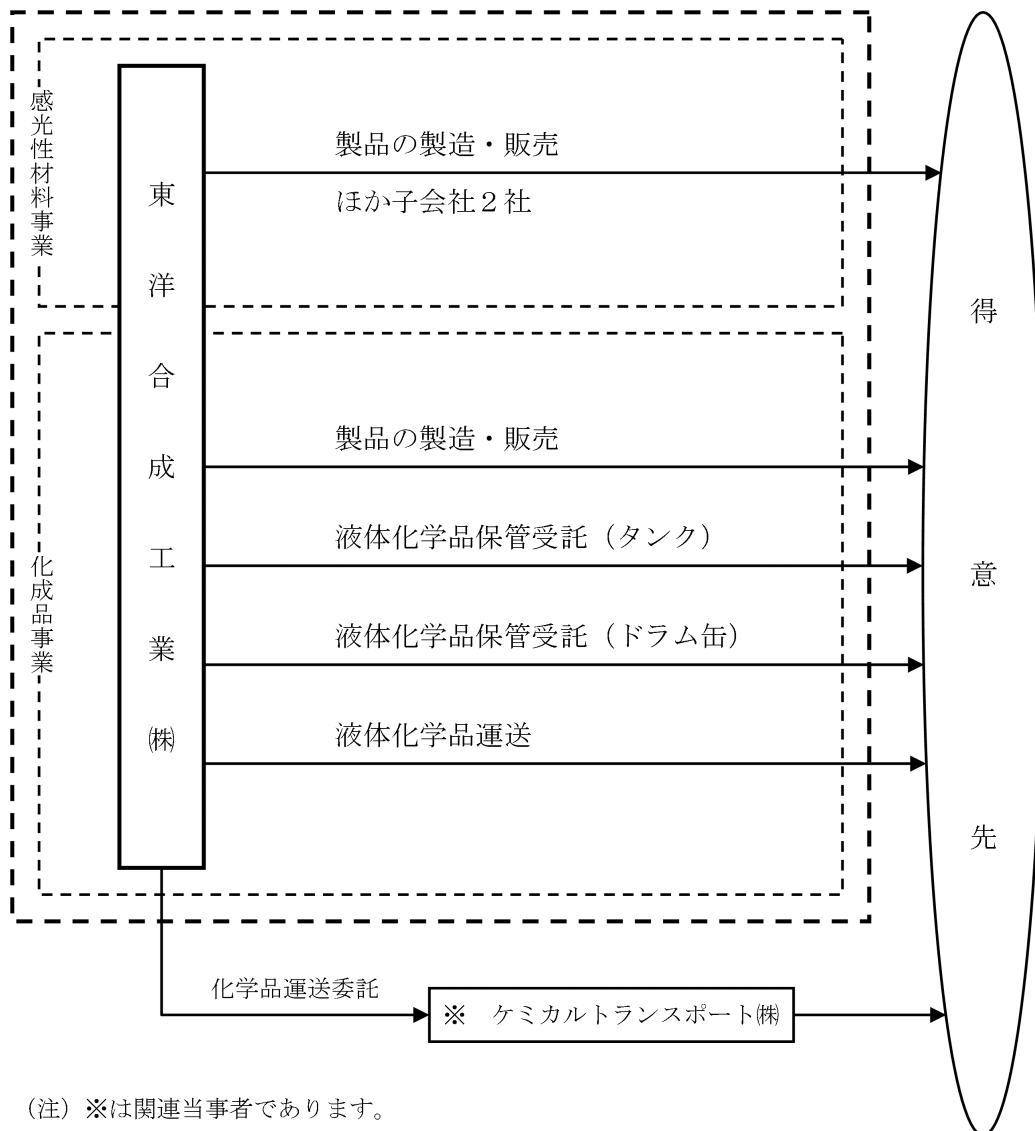 感光性材料事業
東洋合成工業㈱
製品の製造・販売
ほか子会社２社
得意先
化成品事業
製品の製造・販売
液体化学品保管受託（タンク）
液体化学品保管受託（ドラム缶）
液体化学品運送
化学品運送委託
※　ケミカルトランスポート㈱
（注）※は関連当事者であります。